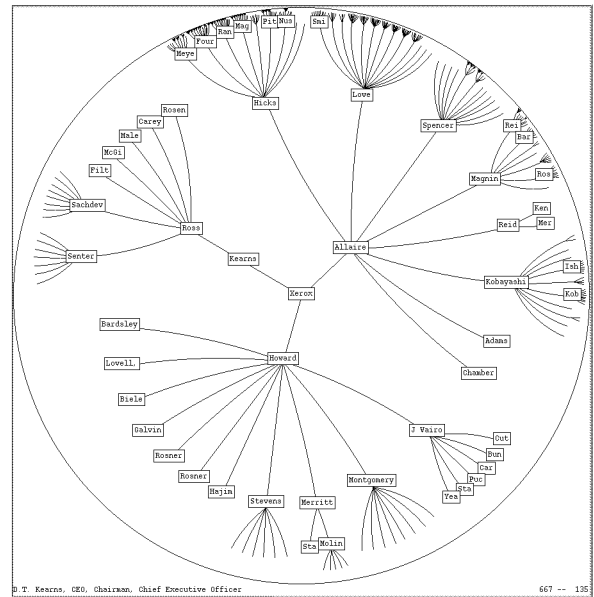 Pit Nus Smi
Mag
Ran
Four
Meye
Love
Hicks
Rosen
Carey
Spencer
Rei
Male
Bar
McGi
Filt
Ros
Magnin
Sachdev
Ken
Mer
Reid
Ross
Allaire
Senter
Kearns
Ish
Kobayashi
Xerox
Kob
Bardsley
Adams
Howard
Lovell.
Chamber
Biele
Galvin
J Vairo
Cut
Rosner
Bun
Car
Rosner
Puc
Montgomery
Sta
Hajim
Yea
Stevens
Merritt
Sta
Molin
D.T. Kearns, CEO, Chairman, Chief Executive Officer
667 -- 135